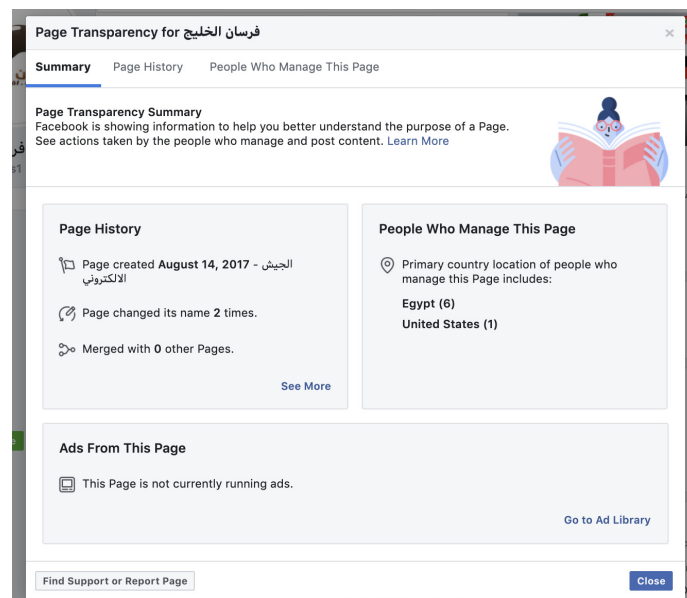 Page Transparency for فرسان الخليج
Summary Page History People Who Manage This Page
Page Transparency Summary
Facebook is showing information to help you better understand the purpose of a Page.
See actions taken by the people who manage and post content. Learn More
Page History
Page created August 14, 2017 - الجيش
الالكتروني
Page changed its name 2 times.
Merged with 0 other Pages.
See More
People Who Manage This Page
Primary country location of people who
manage this Page includes:
Egypt (6)
United States (1)
Ads From This Page
This Page is not currently running ads.
Go to Ad Library
Find Support or Report Page
Close